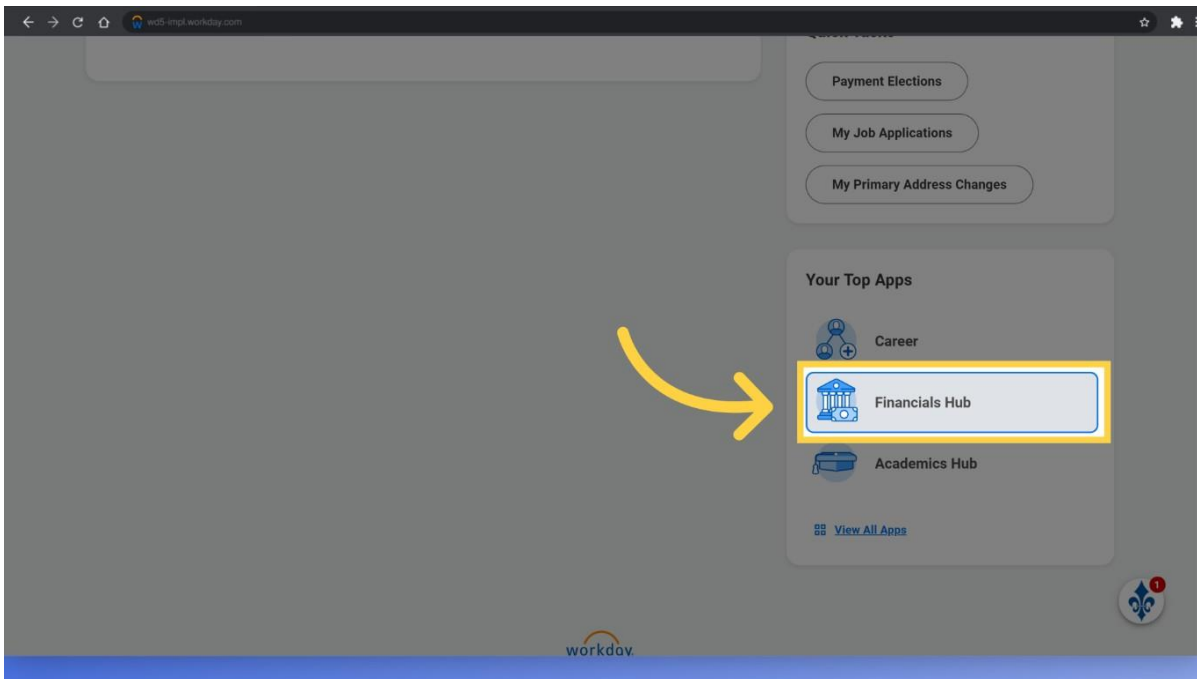 wd5-impl.workday.com
Payment Elections
My Job Applications
My Primary Address Changes
Your Top Apps
Career
Financials Hub
Academics Hub
View All Apps
1
workday.